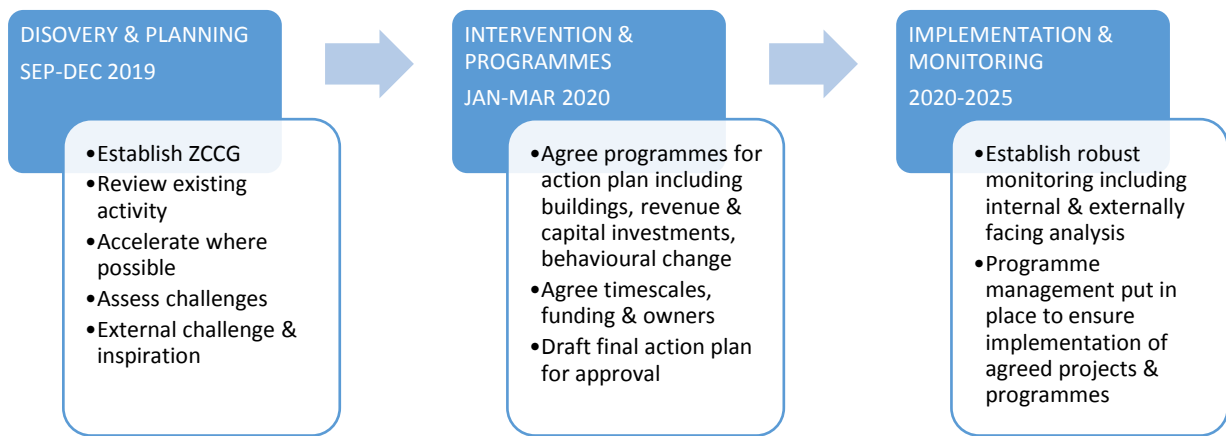 DISOVERY & PLANNING
SEP-DEC 2019
•Establish ZCCG
•Review existing
activity
•Accelerate where
possible
•Assess challenges
•External challenge &
inspiration
INTERVENTION &
PROGRAMMES
JAN-MAR 2020
•Agree programmes for
action plan including
buildings, revenue &
capital investments,
behavioural change
•Agree timescales,
funding & owners
•Draft final action plan
for approval
IMPLEMENTATION &
MONITORING
2020-2025
•Establish robust
monitoring including
internal & externally
facing analysis
•Programme
management put in
place to ensure
implementation of
agreed projects &
programmes